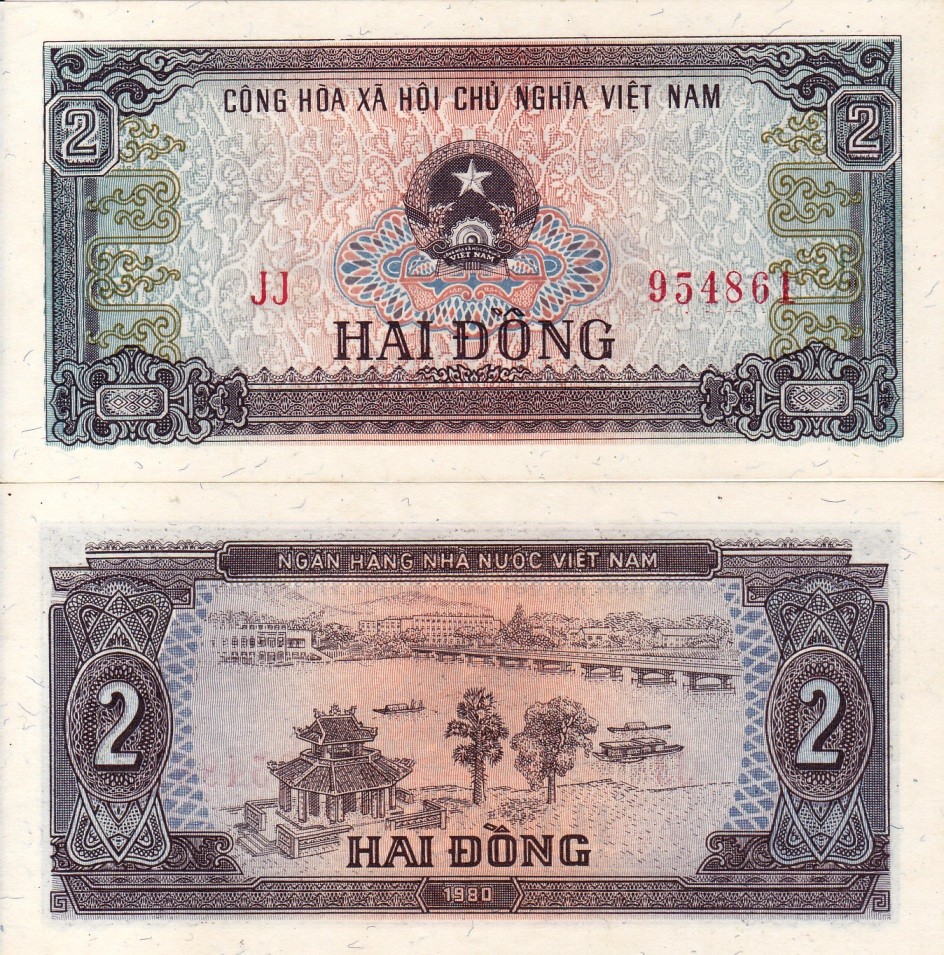 CỘNG HÒA XÃ HỘI CHỦ NGHĨA VIỆT NAM
2
2
VIỆT NAM
JJ
954861
HAI ĐỒNG
NGÂN HÀNG NHÀ NƯỚC VIỆT NAM
2
2
HAI ĐỒNG
1980